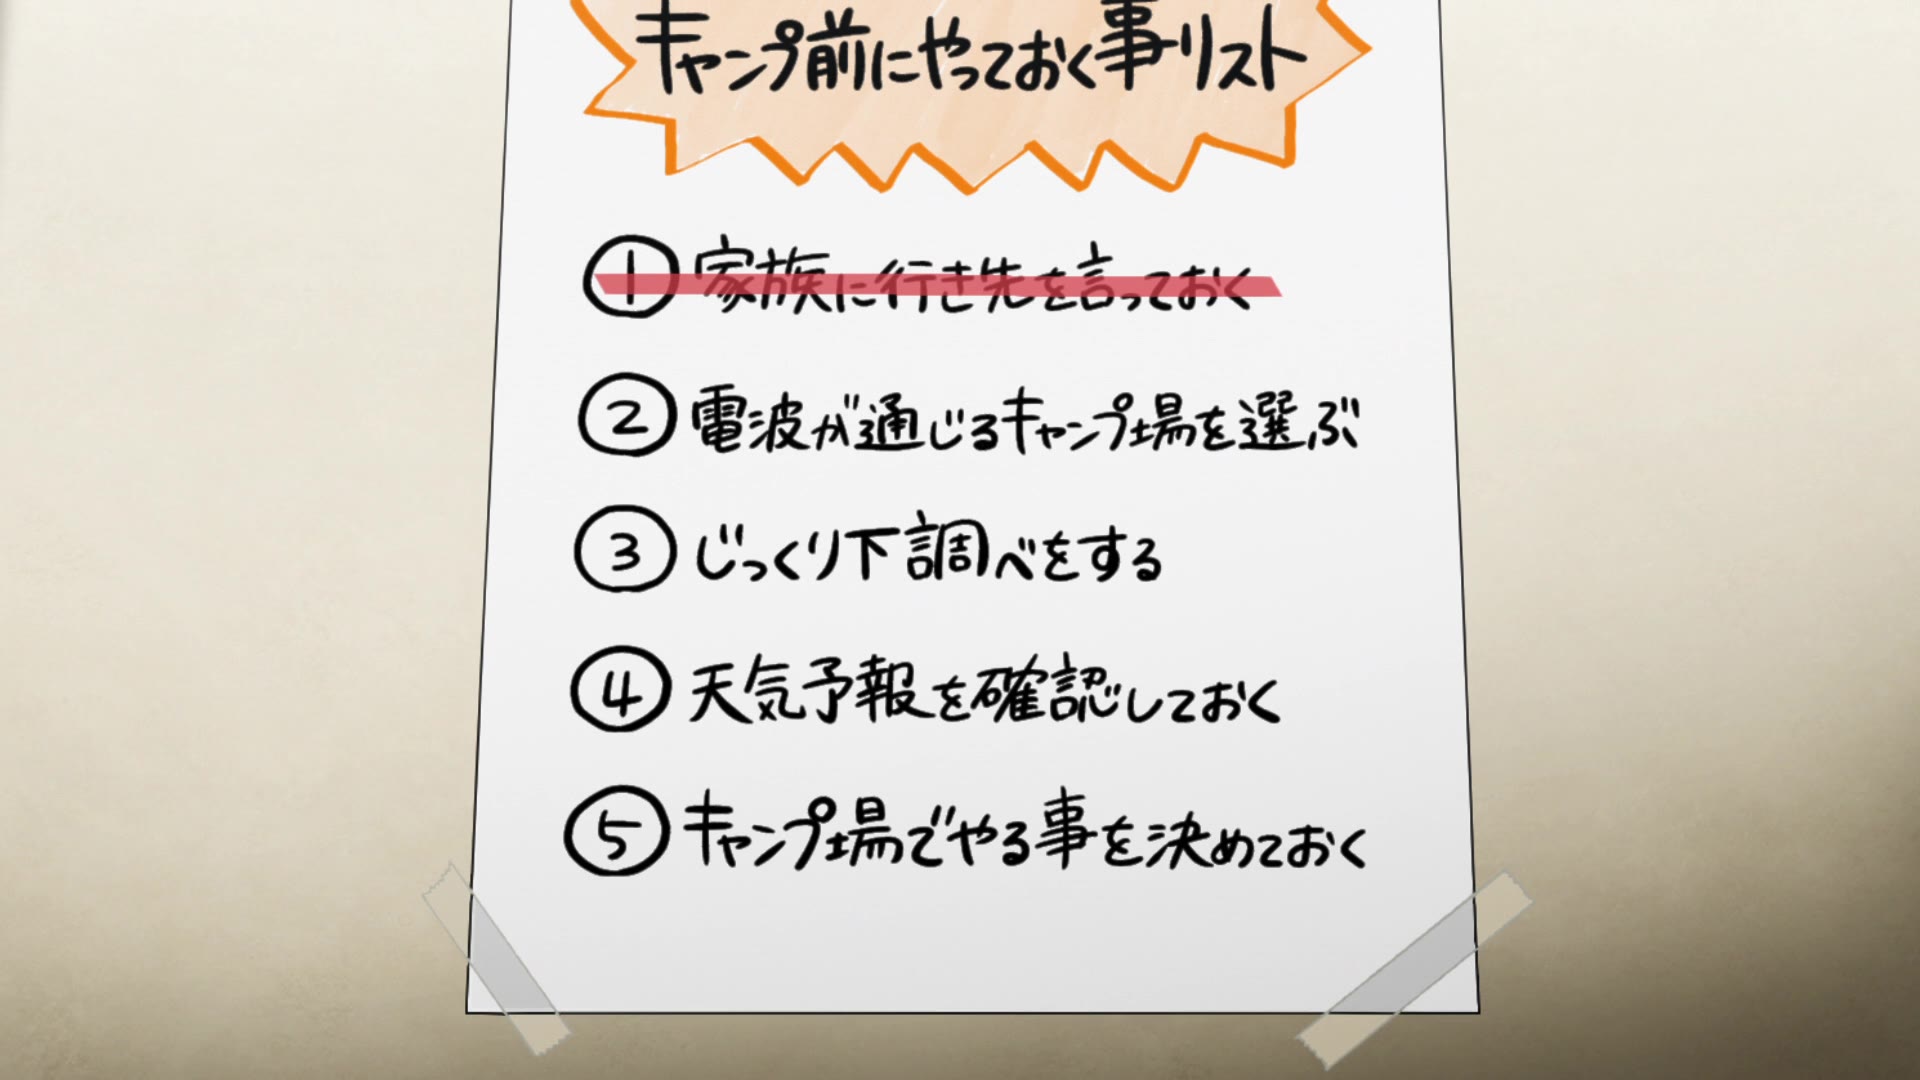 キャンプ前にやっておく事リスト
① 家族に行き先を言っておく
② 電波が通じるキャンプ場を選ぶ
③ じっくり下調べをする
④ 天気予報を確認しておく
⑤ キャンプ場でやる事を決めておく